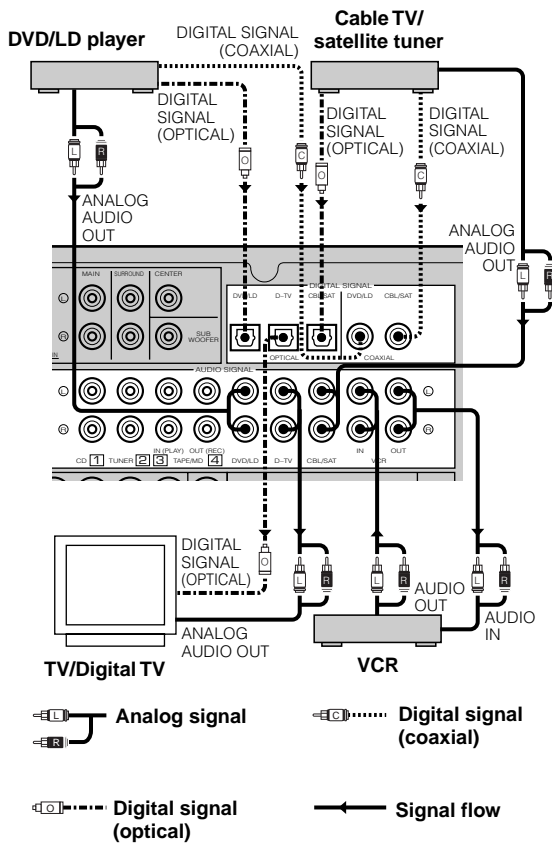 DVD/LD player
DIGITAL SIGNAL
(COAXIAL)
Cable TV/
satellite tuner
DIGITAL
SIGNAL
(OPTICAL)
DIGITAL
SIGNAL
(OPTICAL)
DIGITAL
SIGNAL
(COAXIAL)
L
R
O
C
O
C
ANALOG
AUDIO
OUT
ANALOG
AUDIO
OUT
L
R
MAIN
SURROUND
CENTER
DIGITAL SIGNAL
DVD/LD
D–TV
CBL/SAT
DVD/LD
CBL/SAT
L
R
SUB
WOOFER
IN
OPTICAL
COAXIAL
AUDIO SIGNAL
L
L
R
R
IN (PLAY)
OUT (REC)
IN
OUT
CD 1
TUNER 2
3 TAPE/MD 4
DVD/LD
D–TV
CBL/SAT
VCR
DIGITAL
SIGNAL
(OPTICAL)
O
L
R
L
R
L
R
AUDIO
OUT
AUDIO
IN
ANALOG
AUDIO OUT
TV/Digital TV
VCR
L
R
Analog signal
C
Digital signal
(coaxial)
O
Digital signal
(optical)
Signal flow